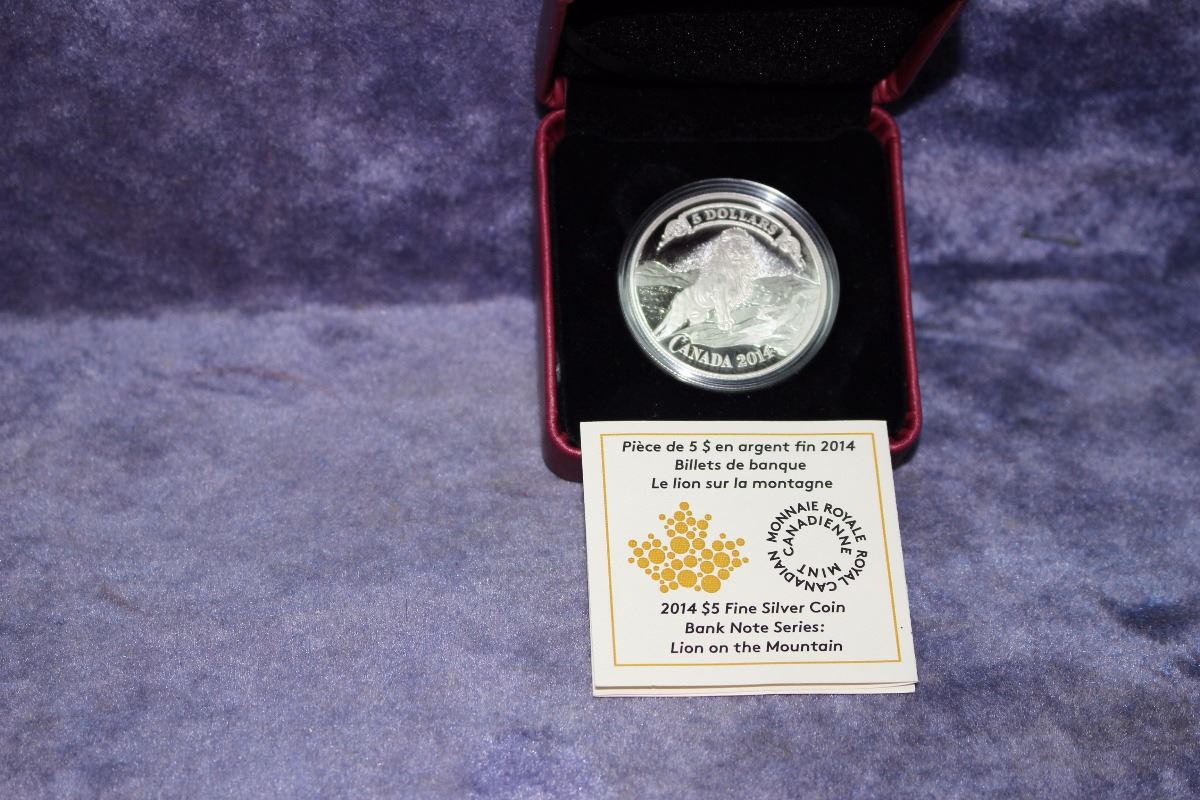 5 DOLLARS
CANADA 2014
Pièce de 5 $ en argent fin 2014
Billets de banque
Le lion sur la montagne
MONNAIE ROYALE CANADIENNE
ROYAL CANADIAN MINT
2014 $5 Fine Silver Coin
Bank Note Series:
Lion on the Mountain